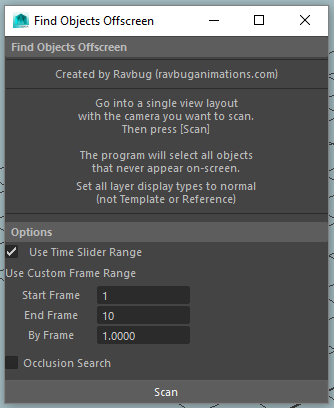 Find Objects Offscreen
Find Objects Offscreen
Created by Ravbug (ravbuganimations.com)
Go into a single view layout
with the camera you want to scan.
Then press [Scan]
The program will select all objects
that never appear on-screen.
Set all layer display types to normal
(not Template or Reference)
Options
Use Time Slider Range
Use Custom Frame Range
Start Frame 1
End Frame 10
By Frame 1.0000
Occlusion Search
Scan